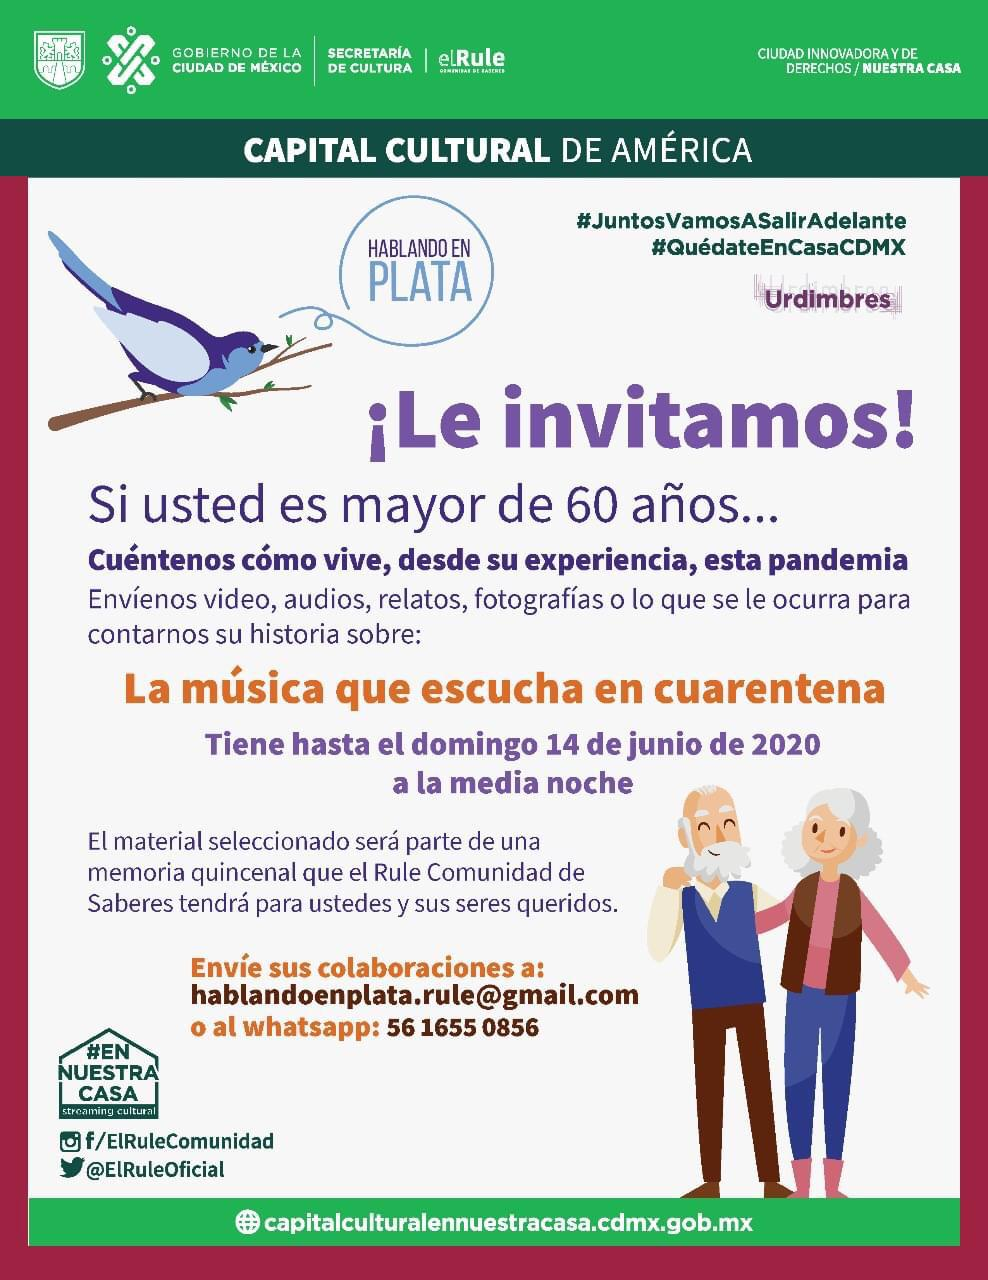 GOBIERNO DE LA
CIUDAD DE MÉXICO
SECRETARÍA
DE CULTURA
elRule
COMUNIDAD DE SABERES
CIUDAD INNOVADORA Y DE
DERECHOS / NUESTRA CASA
CAPITAL CULTURAL DE AMÉRICA
HABLANDO EN
PLATA
#JuntosVamosASalirAdelante
#QuédateEnCasaCDMX
Urdimbres
¡Le invitamos!
Si usted es mayor de 60 años...
Cuéntenos cómo vive, desde su experiencia, esta pandemia
Envíenos video, audios, relatos, fotografías o lo que se le ocurra para
contarnos su historia sobre:
La música que escucha en cuarentena
Tiene hasta el domingo 14 de junio de 2020
a la media noche
El material seleccionado será parte de una
memoria quincenal que el Rule Comunidad de
Saberes tendrá para ustedes y sus seres queridos.
Envíe sus colaboraciones a:
hablandoenplata.rule@gmail.com
o al whatsapp: 56 1655 0856
#EN
NUESTRA
CASA
streaming cultural
f/ElRuleComunidad
@ElRuleOficial
capitalculturalennuestracasa.cdmx.gob.mx